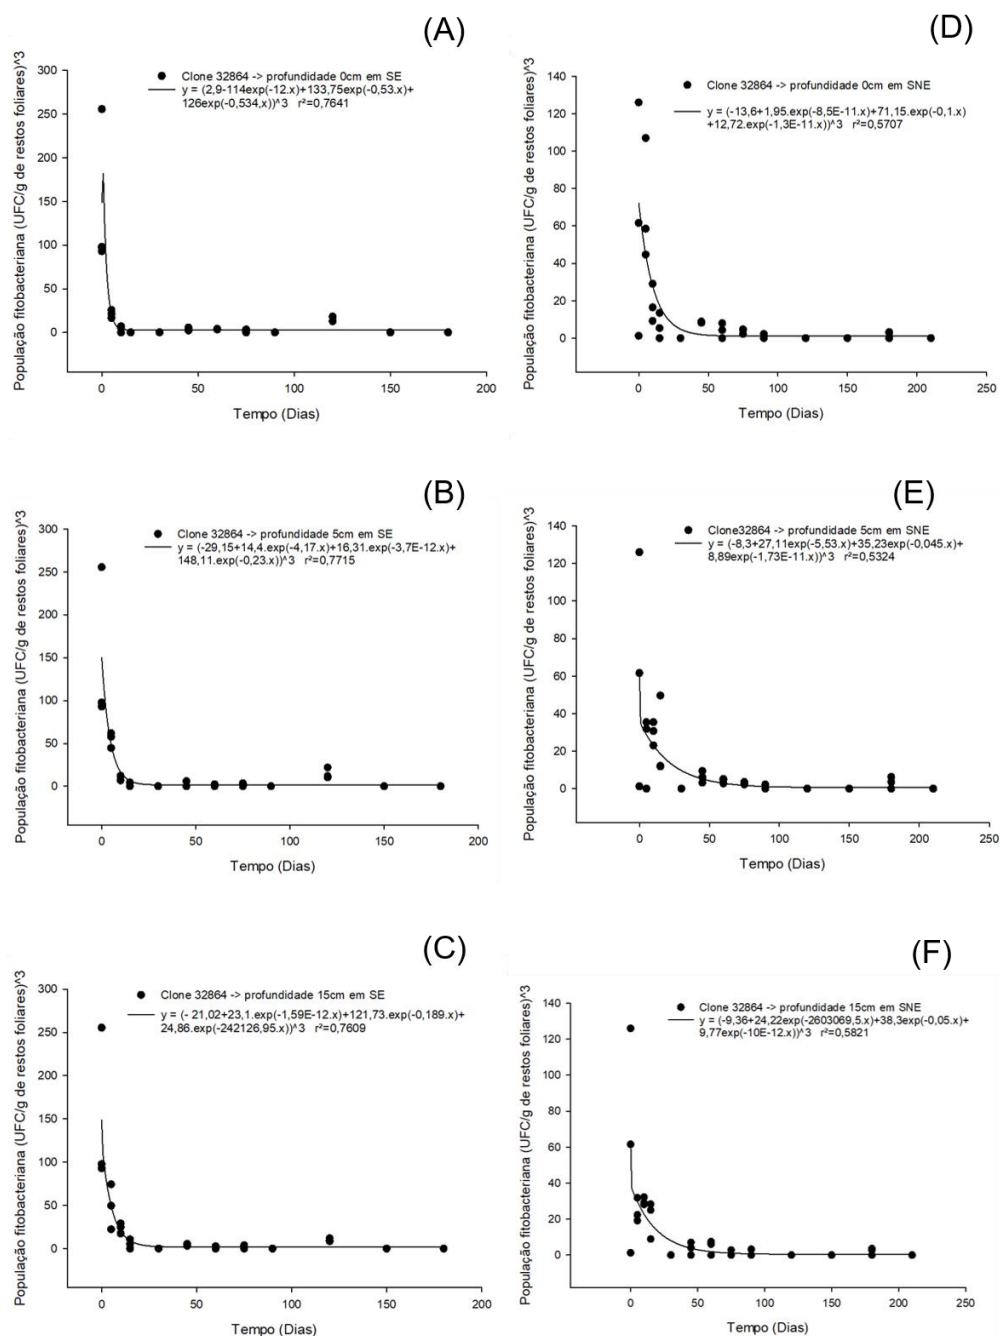 (A)
População fitobacteriana (UFC/g de restos foliares)^3
300
250
200
150
100
50
0
Clone 32864 -> profundidade 0cm em SE
y = (2,9-114exp(-12.x)+133,75exp(-0,53.x)+
126exp(-0,534,x))^3 r²=0,7641
0
50
100
150
200
Tempo (Dias)
(D)
População fitobacteriana (UFC/g de restos foliares)^3
140
120
100
80
60
40
20
0
Clone 32864 -> profundidade 0cm em SNE
y = (-13,6+1,95.exp(-8,5E-11.x)+71,15.exp(-0,1.x)
+12,72.exp(-1,3E-11.x))^3 r²=0,5707
0
50
100
150
200
250
Tempo (Dias)
(B)
População fitobacteriana (UFC/g de restos foliares)^3
300
250
200
150
100
50
0
Clone 32864 -> profundidade 5cm em SE
y = (-29,15+14,4.exp(-4,17.x)+16,31.exp(-3,7E-12.x)+
148,11.exp(-0,23.x))^3 r²=0,7715
0
50
100
150
200
Tempo (Dias)
(E)
População fitobacteriana (UFC/g de restos foliares)^3
140
120
100
80
60
40
20
0
Clone32864 -> profundidade 5cm em SNE
y = (-8,3+27,11exp(-5,53.x)+35,23exp(-0,045.x)+
8,89exp(-1,73E-11.x))^3 r²=0,5324
0
50
100
150
200
250
Tempo (Dias)
(C)
População fitobacteriana (UFC/g de restos foliares)^3
300
250
200
150
100
50
0
Clone 32864 -> profundidade 15cm em SE
y = (- 21,02+23,1.exp(-1,59E-12.x)+121,73.exp(-0,189.x)+
24,86.exp(-242126,95.x))^3 r²=0,7609
0
50
100
150
200
Tempo (Dias)
(F)
População fitobacteriana (UFC/g de restos foliares)^3
140
120
100
80
60
40
20
0
Clone 32864 -> profundidade 15cm em SNE
y = (-9,36+24,22exp(-2603069,5.x)+38,3exp(-0,05.x)+
9,77exp(-10E-12.x))^3 r²=0,5821
0
50
100
150
200
250
Tempo (Dias)